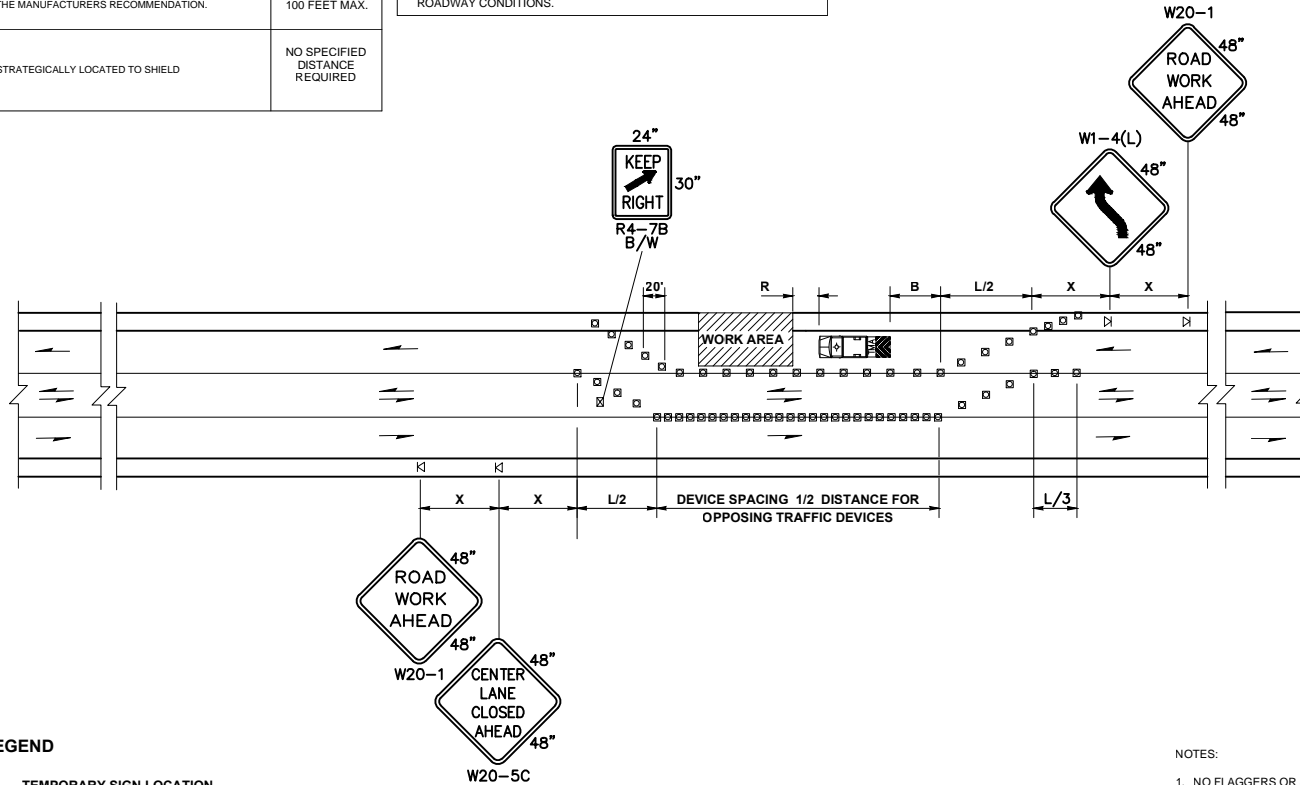 THE MANUFACTURERS RECOMMENDATION.
100 FEET MAX.
STRATEGICALLY LOCATED TO SHIELD
NO SPECIFIED
DISTANCE
REQUIRED
ROADWAY CONDITIONS.
W20-1
48"
ROAD
WORK
AHEAD
48"
W1-4(L)
48"
48"
24"
KEEP
RIGHT
30"
R4-7B
B/W
20'
R
B
L/2
X
X
WORK AREA
TMA
X
X
L/2
DEVICE SPACING 1/2 DISTANCE FOR
OPPOSING TRAFFIC DEVICES
L/3
48"
ROAD
WORK
AHEAD
48"
W20-1
48"
CENTER
LANE
CLOSED
AHEAD
48"
W20-5C
EGEND
TEMPORARY SIGN LOCATION
NOTES:
1. NO FLAGGERS OR